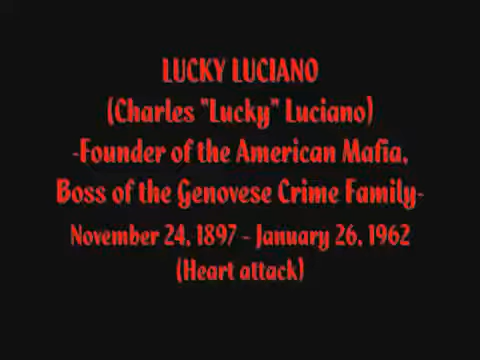 LUCKY LUCIANO
(Charles "Lucky" Luciano)
-Founder of the American Mafia,
Boss of the Genovese Crime Family-
November 24, 1897 - January 26, 1962
(Heart attack)